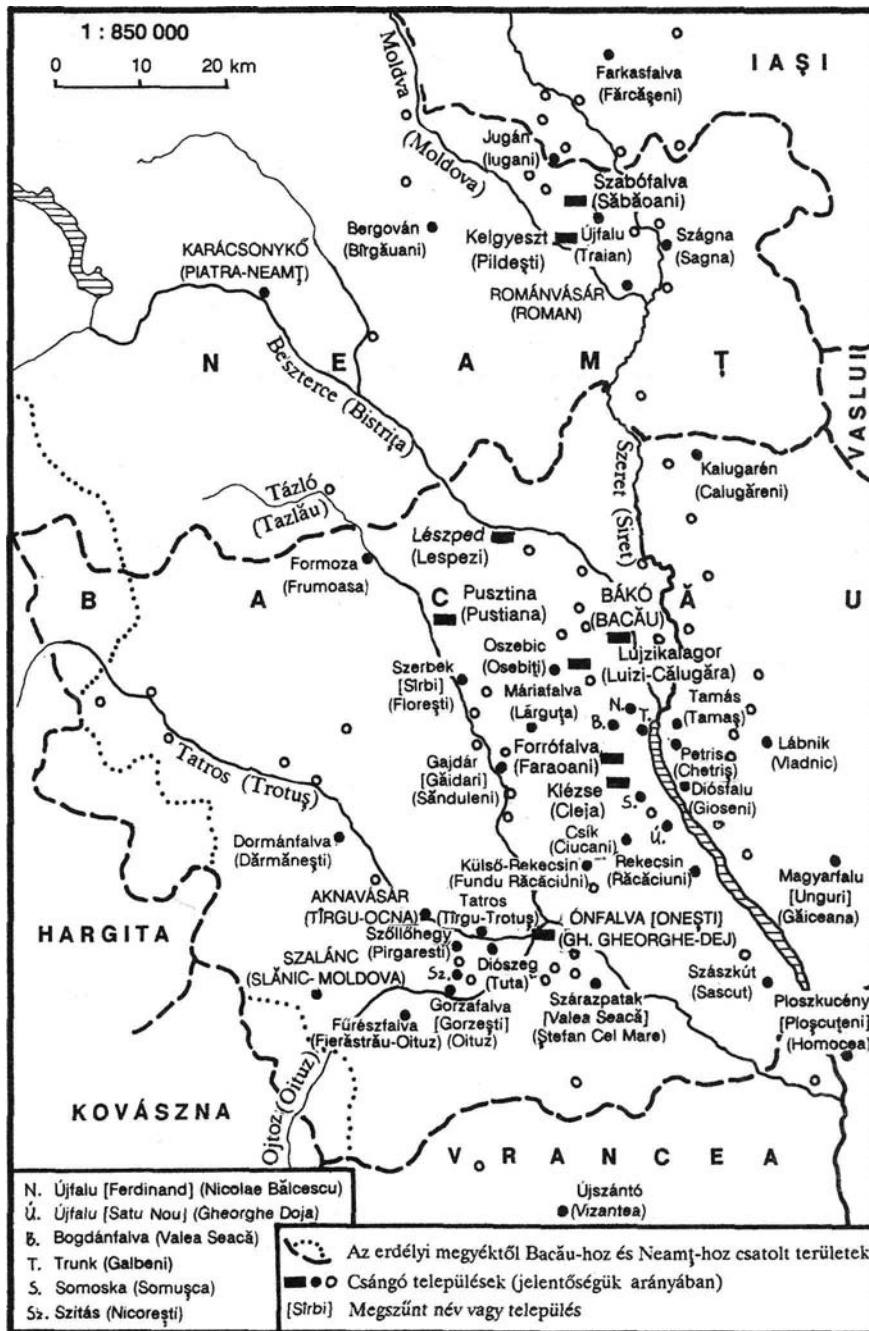 1 : 850 000
0 10 20 km
Moldva
(Moldova)
Farkasfalva
(Fărcăşeni)
IAŞI
Jugán
(Iugani)
Szabófalva
(Săbăoani)
Bergován
(Bîrgăuani)
Kelgyeszt
(Pildeşti)
Újfalu
(Traian)
Szágna
(Sagna)
KARÁCSONYKŐ
(PIATRA-NEAMŢ)
ROMÁNVÁSÁR
(ROMAN)
N E A M Ţ
VASLUI
Beszterce (Bistriţa)
Szeret (Siret)
Kalugarén
(Calugăreni)
Tázló
(Tazlău)
Lészped
(Lespezi)
Formoza
(Frumoasa)
B A C Ă U
Pusztina
(Pustiana)
BÁKÓ
(BACĂU)
Oszebic
(Osebiţi)
Lujzikalagor
(Luizi-Călugăra)
Szerbek
[Sîrbi]
(Floreşti)
Máriafalva
(Lărguţa)
N.
B.
T.
Tamás
(Tamaş)
Petris
(Chetriş)
Lábnik
(Vladnic)
Tatros (Trotuş)
Gajdár
[Găidari]
(Sănduleni)
Forrófalva
(Faraoani)
Klézse
(Cleja)
Diósfalu
(Gioseni)
S.
Ú.
Csík
(Ciucani)
Dormánfalva
(Dărmăneşti)
Külső-Rekecsin
(Fundu Răcăciuni)
Rekecsin
(Răcăciuni)
Magyarfalu
[Unguri]
(Găiceana)
AKNAVÁSÁR
(TÎRGU-OCNA)
Tatros
(Tîrgu-Trotuş)
ÓNFALVA [ONEŞTI]
(GH. GHEORGHE-DEJ)
HARGITA
Szőllőhegy
(Pirgaresti)
SZALÁNC
(SLĂNIC-MOLDOVA)
Sz.
Diószeg
(Tuta)
Szászkút
(Sascut)
Gorzafalva
[Gorzeşti]
(Oituz)
Szárazpatak
[Valea Seacă]
(Ştefan Cel Mare)
Ploszkucény
[Ploşcuţeni]
(Homocea)
Fűrészfalva
(Fierăstrău-Oituz)
Ojtoz (Oituz)
KOVÁSZNA
V R A N C E A
Újszántó
(Vizantea)
N. Újfalu [Ferdinand] (Nicolae Bălcescu)
Ú. Újfalu [Satu Nou] (Gheorghe Doja)
B. Bogdánfalva (Valea Seacă)
T. Trunk (Galbeni)
S. Somoska (Somuşca)
Sz. Szitás (Nicoreşti)
Az erdélyi megyéktől Bacău-hoz és Neamţ-hoz csatolt területek
Csángó települések (jelentőségük arányában)
[Sîrbi] Megszűnt név vagy település